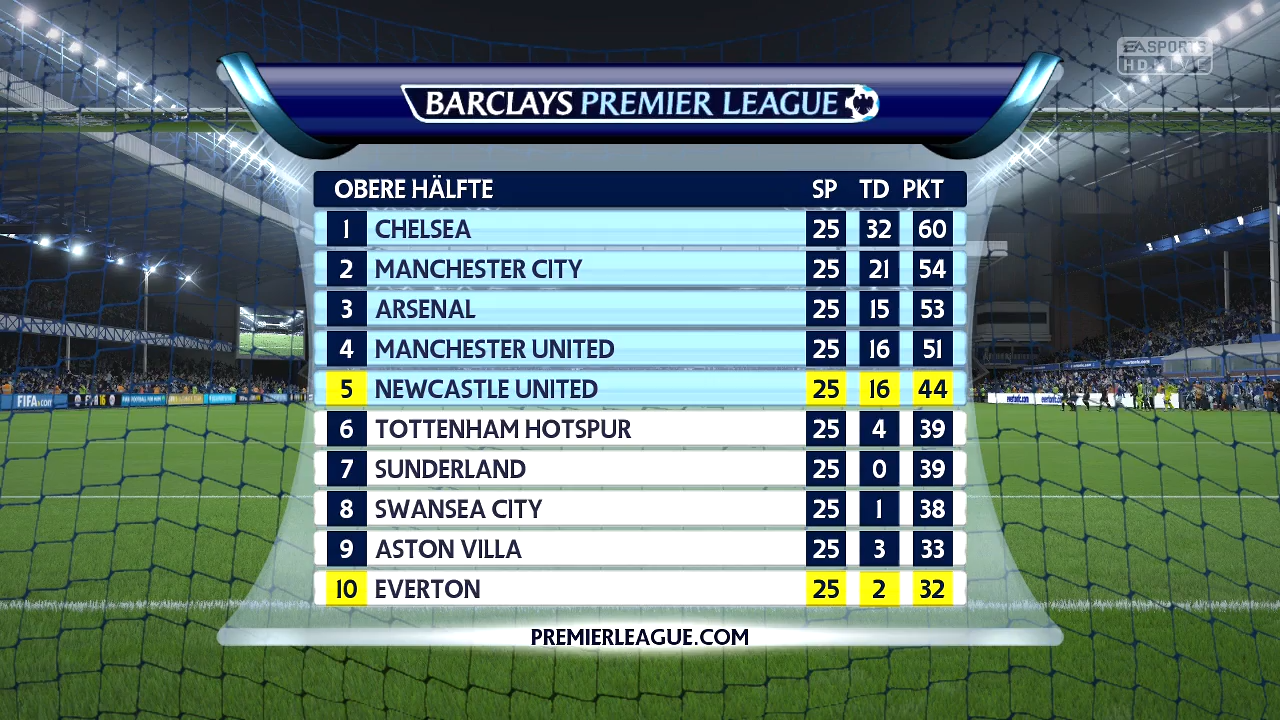 EA SPORTS
HD LIVE
BARCLAYS PREMIER LEAGUE
OBERE HÄLFTE SP TD PKT
1 CHELSEA 25 32 60
2 MANCHESTER CITY 25 21 54
3 ARSENAL 25 15 53
4 MANCHESTER UNITED 25 16 51
5 NEWCASTLE UNITED 25 16 44
6 TOTTENHAM HOTSPUR 25 4 39
7 SUNDERLAND 25 0 39
8 SWANSEA CITY 25 1 38
9 ASTON VILLA 25 3 33
10 EVERTON 25 2 32
PREMIERLEAGUE.COM